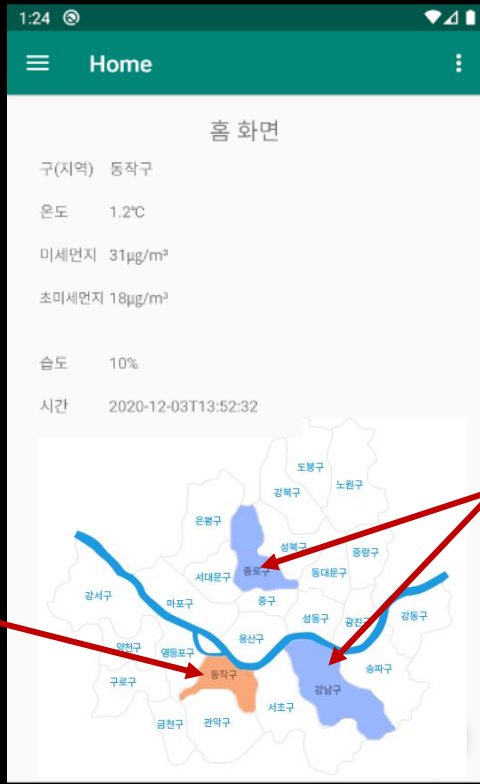 1:24
Home
홈 화면
구(지역) 동작구
온도 1.2℃
미세먼지 31µg/m³
초미세먼지 18µg/m³
습도 10%
시간 2020-12-03T13:52:32
도봉구
노원구
강북구
은평구
성북구
중랑구
종로구
동대문구
서대문구
강서구
마포구
중구
성동구
광진구
강동구
양천구
영등포구
용산구
송파구
구로구
동작구
강남구
서초구
금천구
관악구